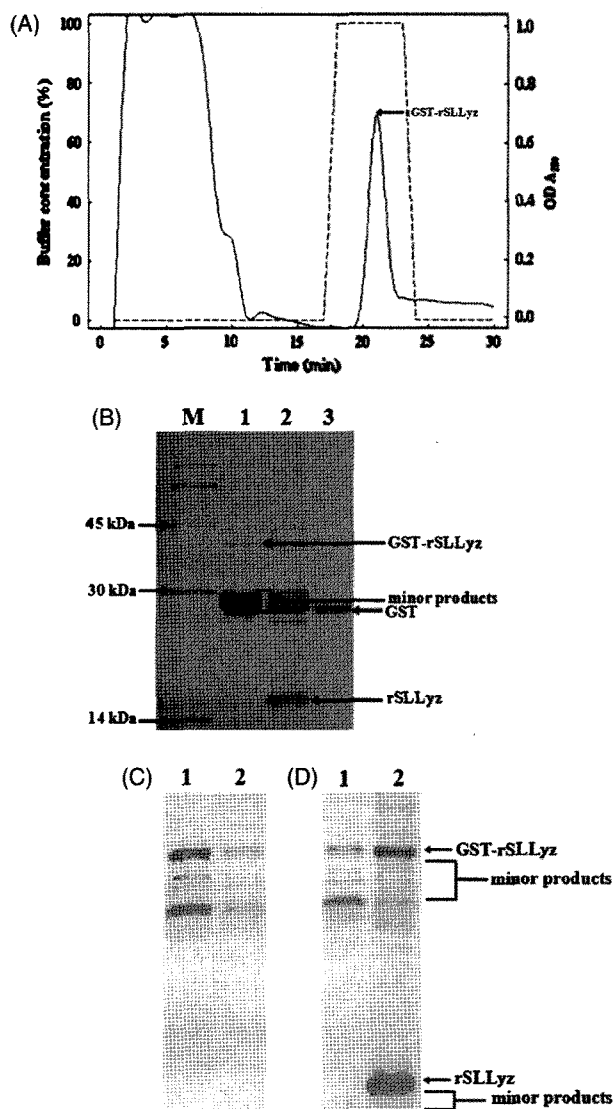 (A)
100
80
60
40
20
0
Buffer concentration (%)
1.0
0.8
0.6
0.4
0.2
0.0
OD A280
GST-rSLLyz
0 5 10 15 20 25 30
Time (min)
(B)
M 1 2 3
45 kDa
GST-rSLLyz
30 kDa
minor products
GST
rSLLyz
14 kDa
(C) 1 2
(D) 1 2
GST-rSLLyz
minor products
rSLLyz
minor products